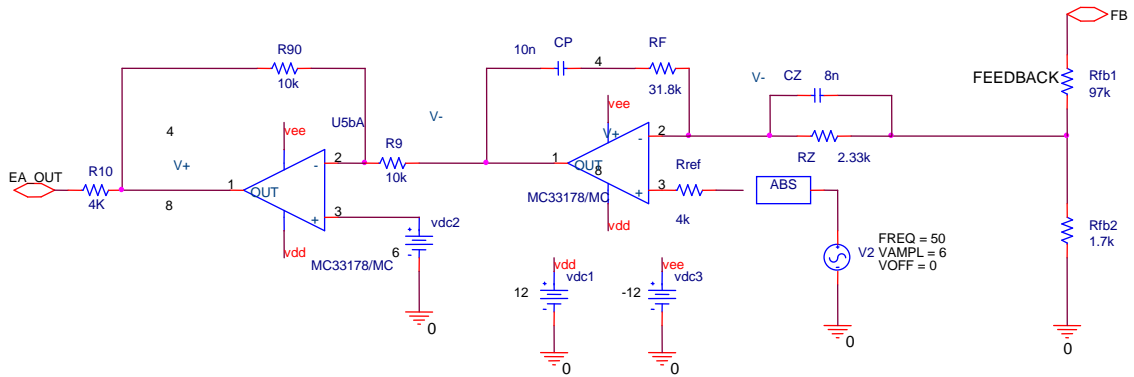 FB
R90
10k
10n
CP
4
RF
31.8k
V-
CZ
8n
FEEDBACK
Rfb1
97k
vee
U5bA
V-
4
V+
R9
10k
vee
V+
2
-
RZ
2.33k
EA_OUT
R10
4K
8
1
OUT
2
-
+
3
vdd
vdc2
6
MC33178/MC
0
1
OUT
8
MC33178/MC
+
3
vdd
Rref
4k
ABS
V2
FREQ = 50
VAMPL = 6
VOFF = 0
0
Rfb2
1.7k
0
vdd
vdc1
12
0
vee
vdc3
-12
0